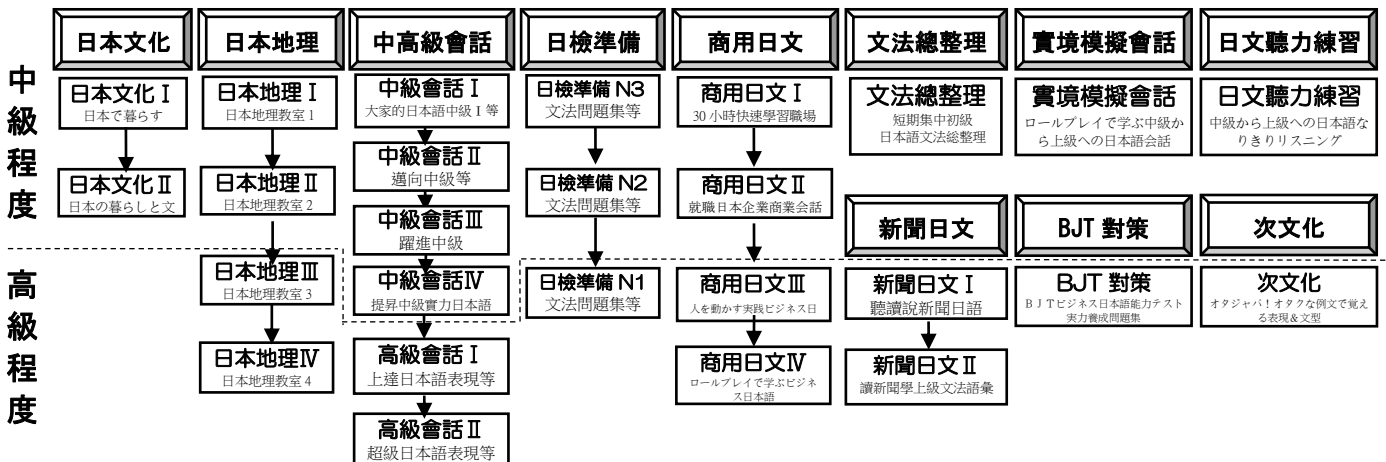 日本文化
日本地理
中高級會話
日檢準備
商用日文
文法總整理
實境模擬會話
日文聽力練習
中級程度
日本文化Ⅰ
日本で暮らす
日本文化Ⅱ
日本の暮らしと文
日本地理Ⅰ
日本地理教室 1
日本地理Ⅱ
日本地理教室 2
中級會話Ⅰ
大家的日本語中級Ⅰ等
中級會話Ⅱ
邁向中級等
中級會話Ⅲ
躍進中級
中級會話Ⅳ
提昇中級實力日本語
日檢準備 N3
文法問題集等
日檢準備 N2
文法問題集等
商用日文Ⅰ
30 小時快速學習職場
商用日文Ⅱ
就職日本企業商業会話
文法總整理
短期集中初級
日本語文法総整理
實境模擬會話
ロールプレイで学ぶ中級か
ら上級への日本語会話
日文聽力練習
中級から上級への日本語な
りきりリスニング
新聞日文
BJT 對策
次文化
高級程度
日本地理Ⅲ
日本地理教室 3
日本地理Ⅳ
日本地理教室 4
高級會話Ⅰ
上達日本語表現等
高級會話Ⅱ
超級日本語表現等
日檢準備 N1
文法問題集等
商用日文Ⅲ
人を動かす実践ビジネス日
商用日文Ⅳ
ロールプレイで学ぶビジネ
ス日本語
新聞日文Ⅰ
聽讀說新聞日語
新聞日文Ⅱ
讀新聞學上級文法語彙
BJT 對策
ＢＪＴビジネス日本語能力テスト
実力養成問題集
次文化
オタジャパ！オタクな例文で覚え
る表現＆文型